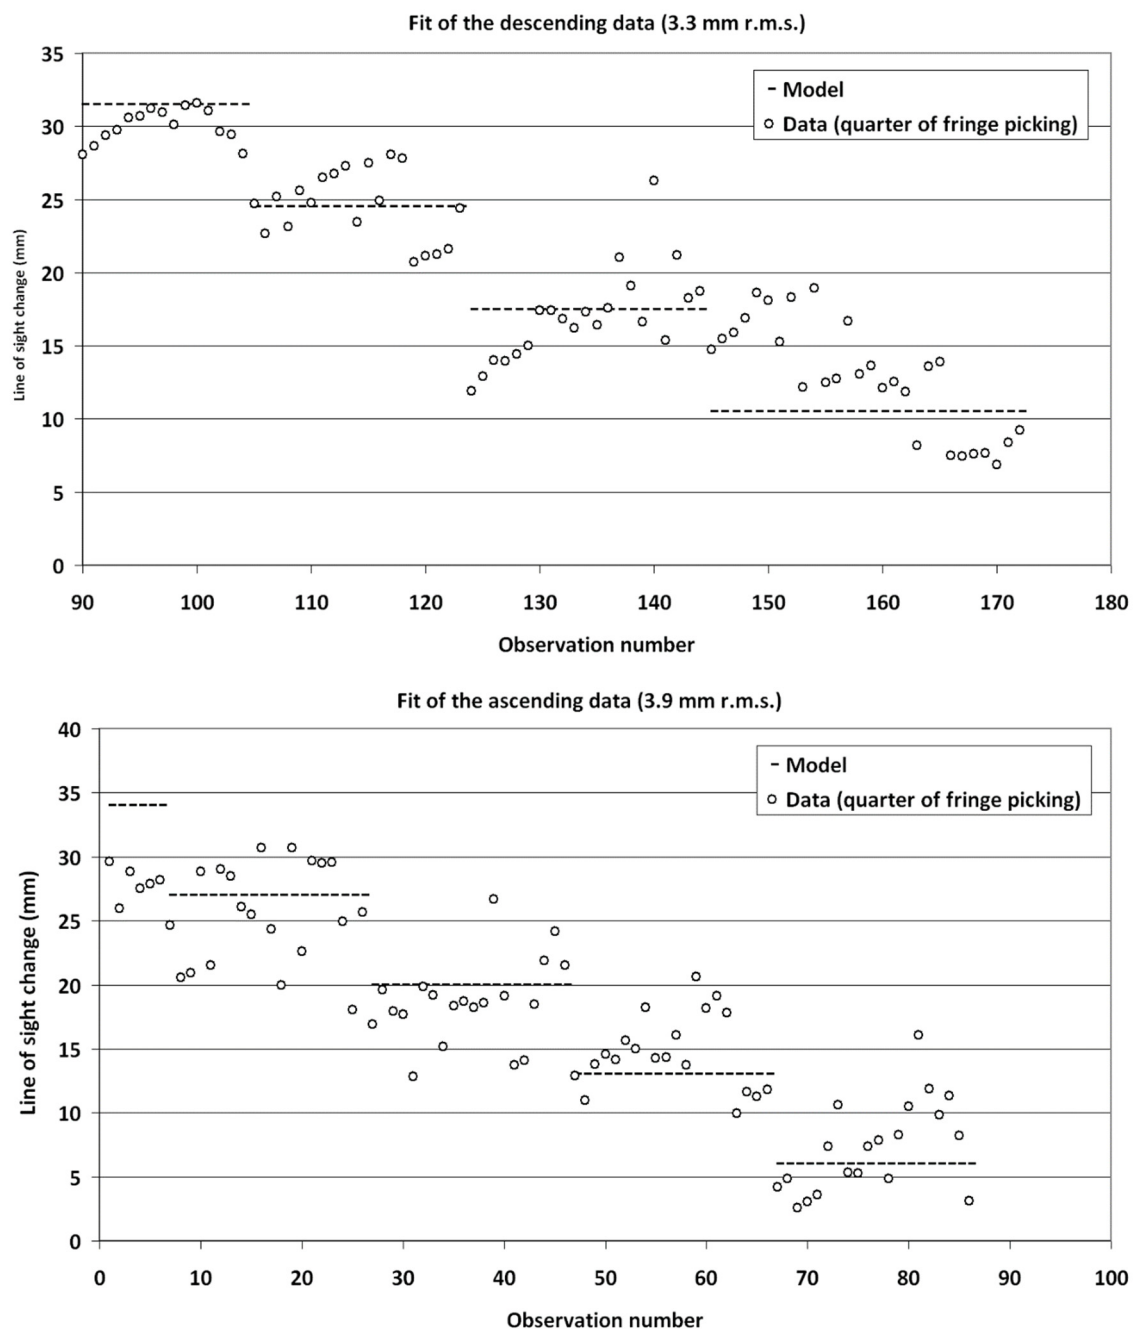 Fit of the descending data (3.3 mm r.m.s.)
35
30
25
20
15
10
5
0
Line of sight change (mm)
- Model
Data (quarter of fringe picking)
90 100 110 120 130 140 150 160 170 180
Observation number
Fit of the ascending data (3.9 mm r.m.s.)
40
35
30
25
20
15
10
5
0
Line of sight change (mm)
- Model
Data (quarter of fringe picking)
0 10 20 30 40 50 60 70 80 90 100
Observation number